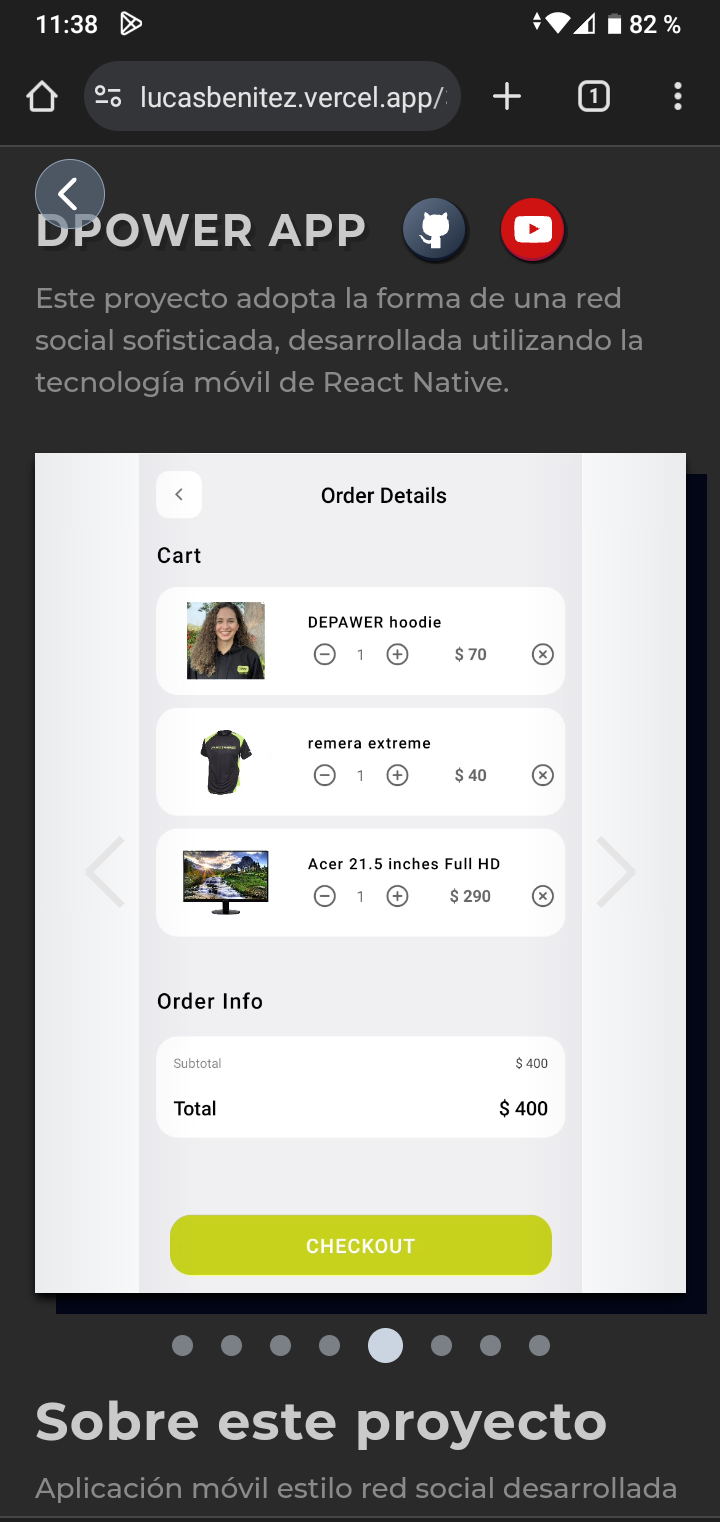 11:38
82 %
lucasbenitez.vercel.app/
1
DPOWER APP
Este proyecto adopta la forma de una red
social sofisticada, desarrollada utilizando la
tecnología móvil de React Native.
Order Details
Cart
DEPAWER hoodie
1
$ 70
remera extreme
1
$ 40
Acer 21.5 inches Full HD
1
$ 290
Order Info
Subtotal
$ 400
Total
$ 400
CHECKOUT
Sobre este proyecto
Aplicación móvil estilo red social desarrollada